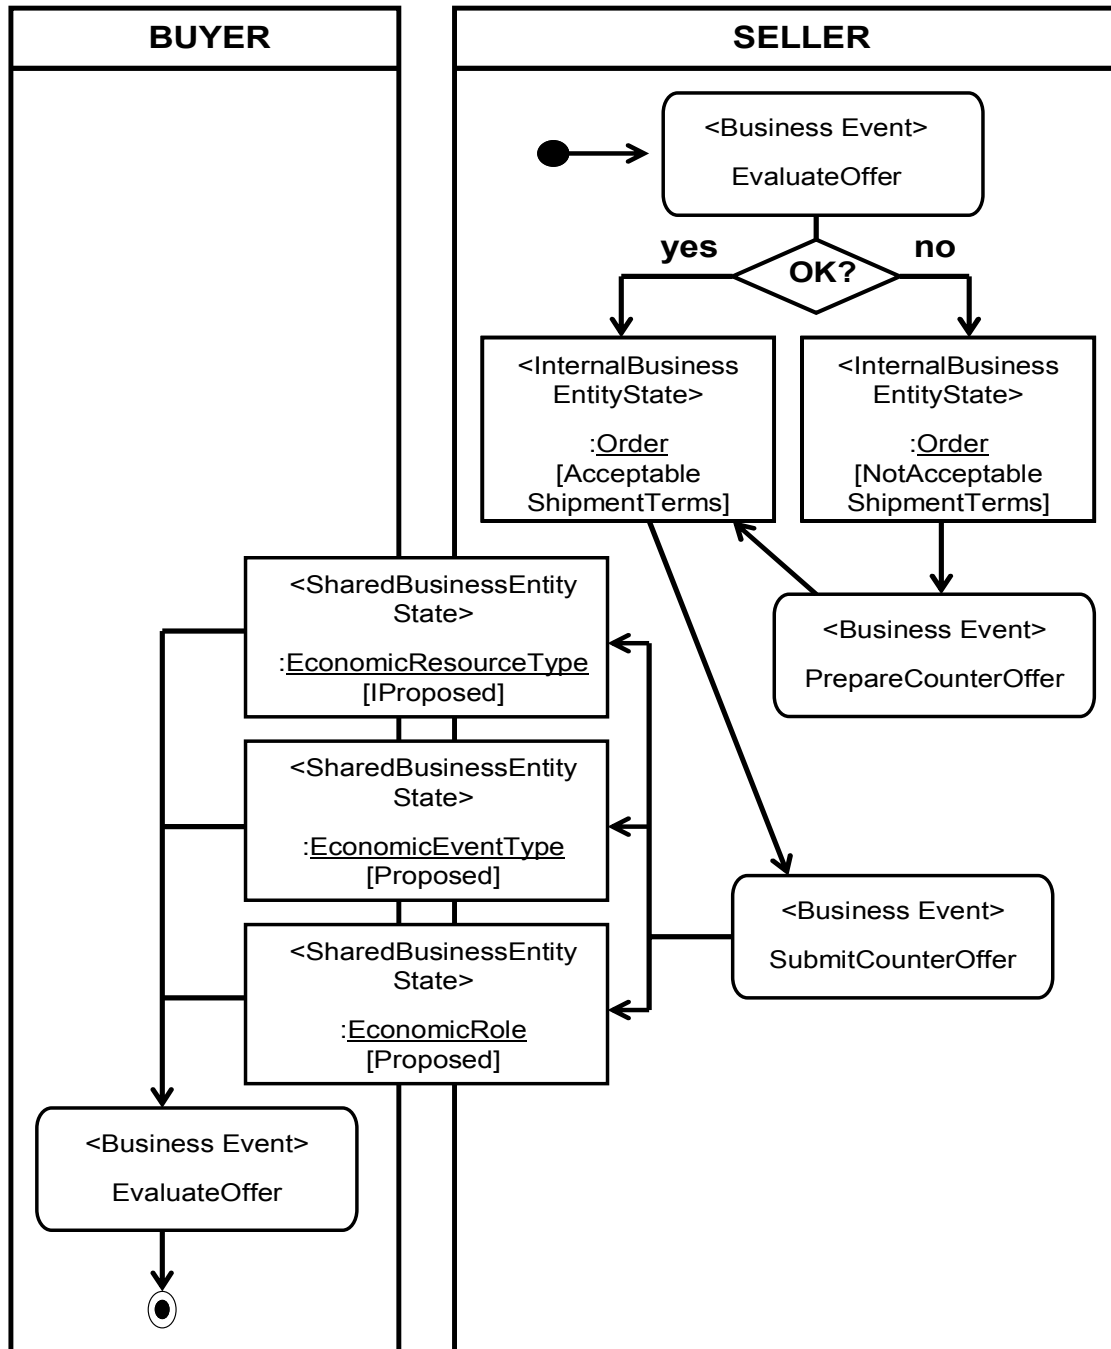 BUYER
SELLER
<Business Event>
EvaluateOffer
yes
no
OK?
<InternalBusiness
EntityState>
:Order
[Acceptable
ShipmentTerms]
<InternalBusiness
EntityState>
:Order
[NotAcceptable
ShipmentTerms]
<SharedBusinessEntity
State>
:EconomicResourceType
[IProposed]
<Business Event>
PrepareCounterOffer
<SharedBusinessEntity
State>
:EconomicEventType
[Proposed]
<Business Event>
SubmitCounterOffer
<SharedBusinessEntity
State>
:EconomicRole
[Proposed]
<Business Event>
EvaluateOffer